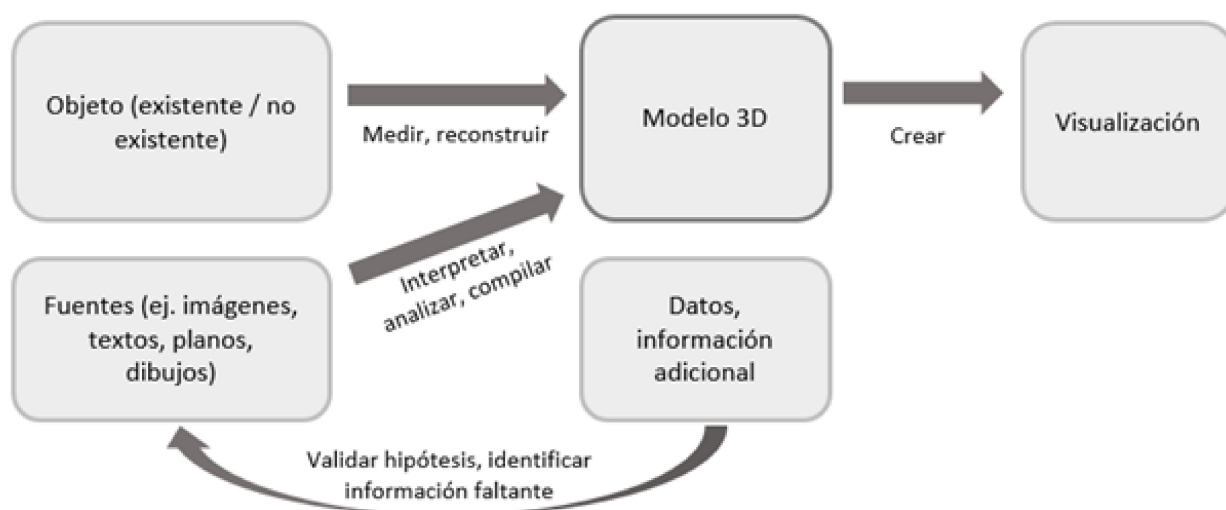 Objeto (existente / no
existente)
Medir, reconstruir
Modelo 3D
Crear
Visualización
Interpretar,
analizar, compilar
Fuentes (ej. imágenes,
textos, planos,
dibujos)
Datos,
información
adicional
Validar hipótesis, identificar
información faltante